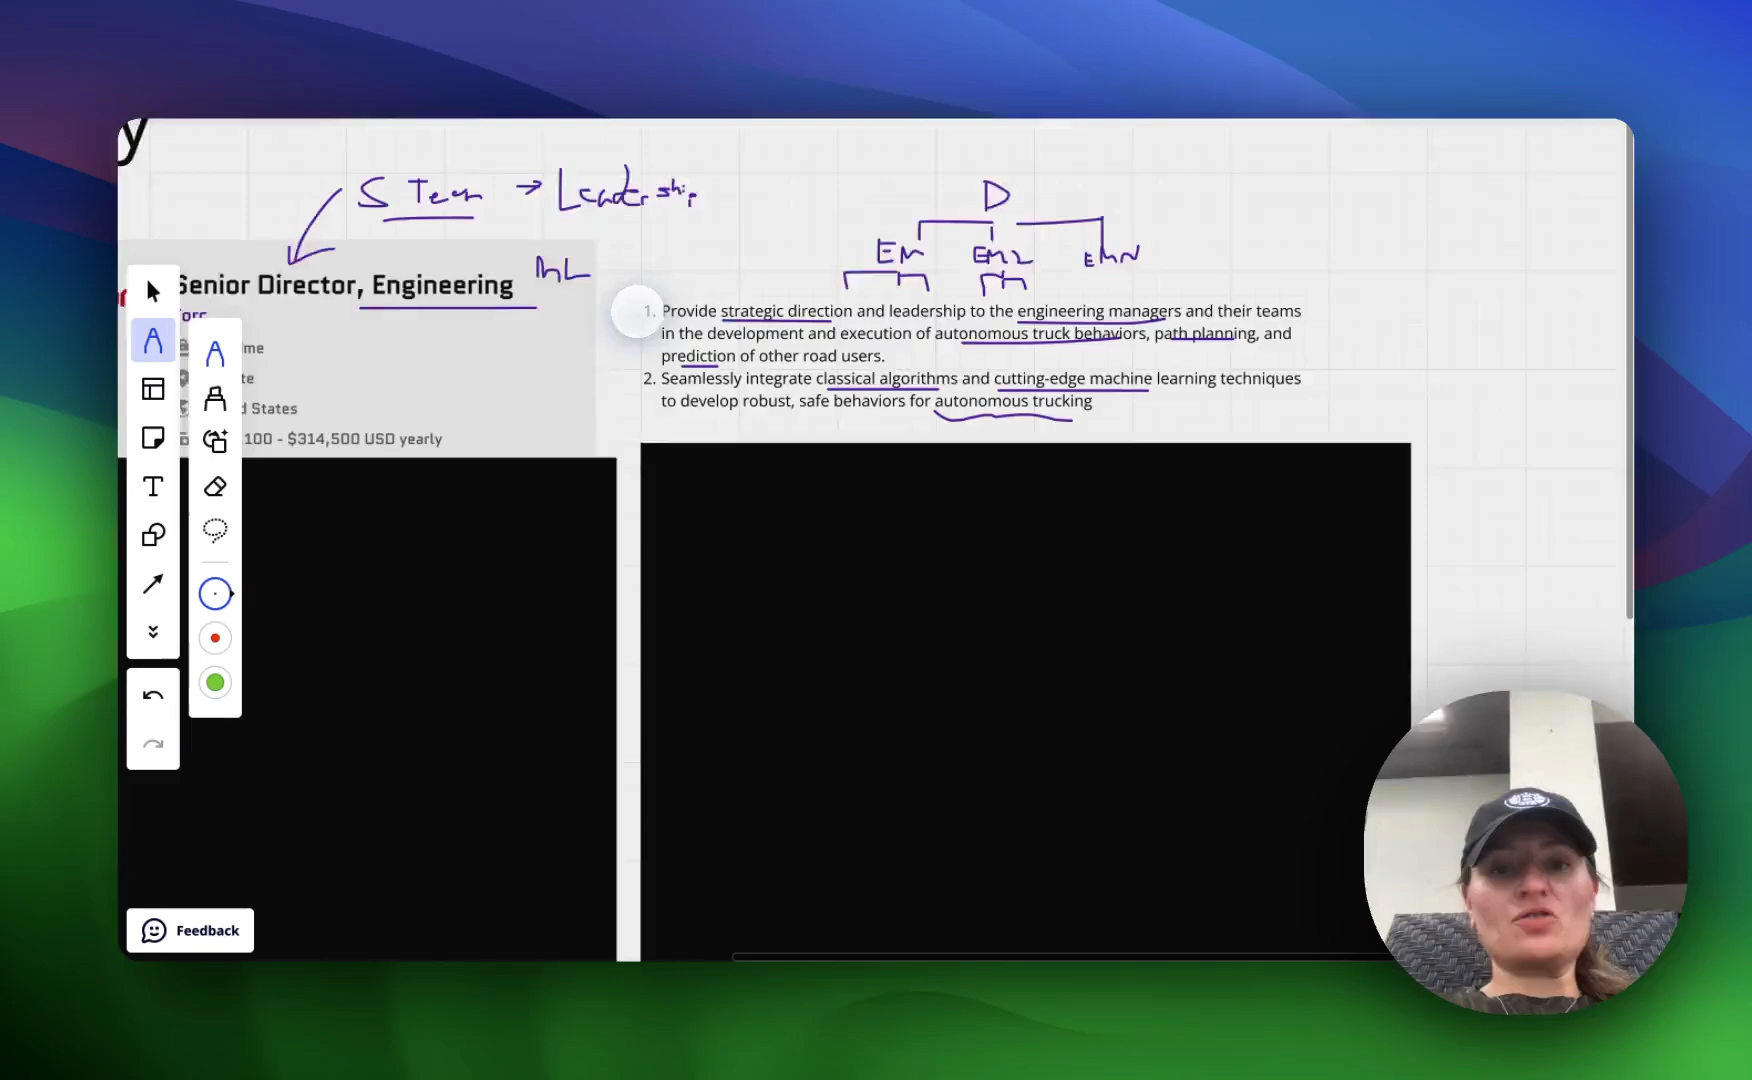 y
S Team → Leadership
D
EM EM2 EMN
Senior Director, Engineering ML
Torc
me
te
d States
100 - $314,500 USD yearly
1. Provide strategic direction and leadership to the engineering managers and their teams
in the development and execution of autonomous truck behaviors, path planning, and
prediction of other road users.
2. Seamlessly integrate classical algorithms and cutting-edge machine learning techniques
to develop robust, safe behaviors for autonomous trucking
T
Feedback